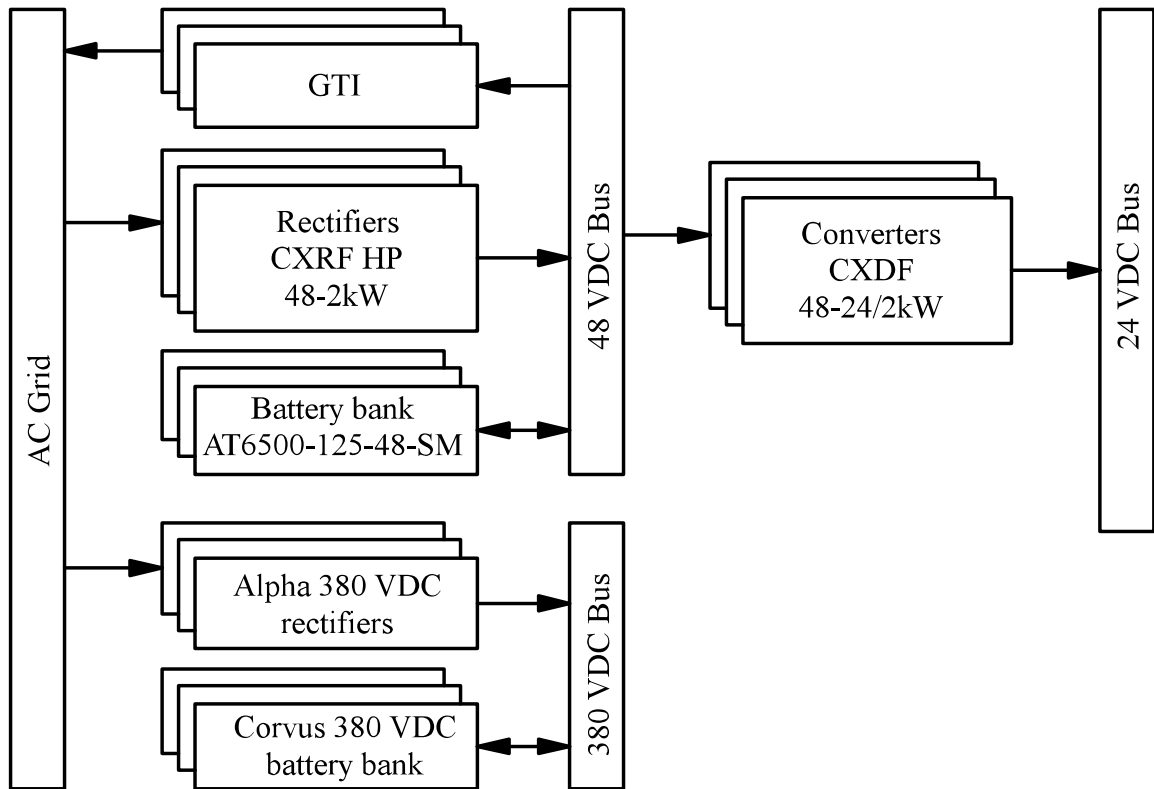 AC Grid
GTI
Rectifiers
CXRF HP
48-2kW
Battery bank
AT6500-125-48-SM
48 VDC Bus
Converters
CXDF
48-24/2kW
24 VDC Bus
Alpha 380 VDC
rectifiers
Corvus 380 VDC
battery bank
380 VDC Bus